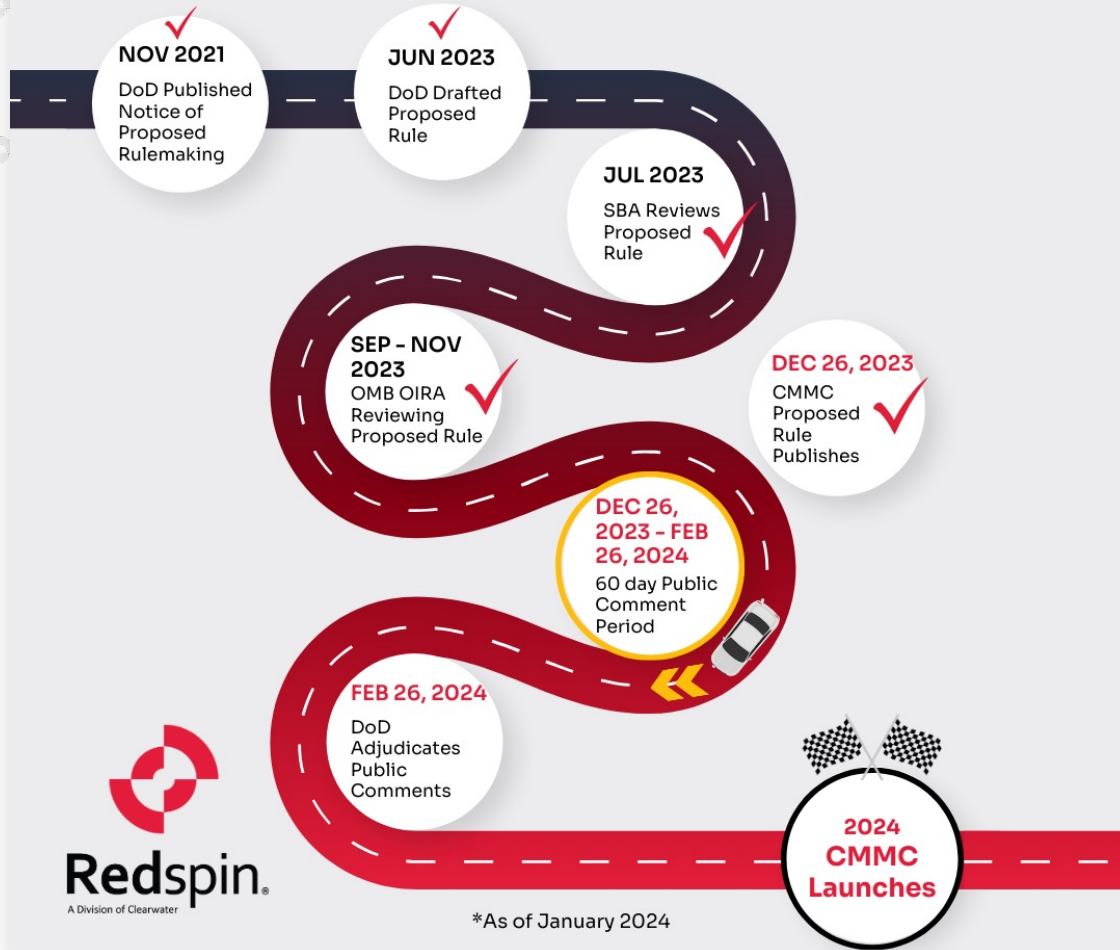 NOV 2021
DoD Published
Notice of
Proposed
Rulemaking
JUN 2023
DoD Drafted
Proposed
Rule
JUL 2023
SBA Reviews
Proposed
Rule
SEP - NOV
2023
OMB OIRA
Reviewing
Proposed Rule
DEC 26, 2023
CMMC
Proposed
Rule
Publishes
DEC 26,
2023 - FEB
26, 2024
60 day Public
Comment
Period
FEB 26, 2024
DoD
Adjudicates
Public
Comments
2024
CMMC
Launches
Redspin®
A Division of Clearwater
*As of January 2024